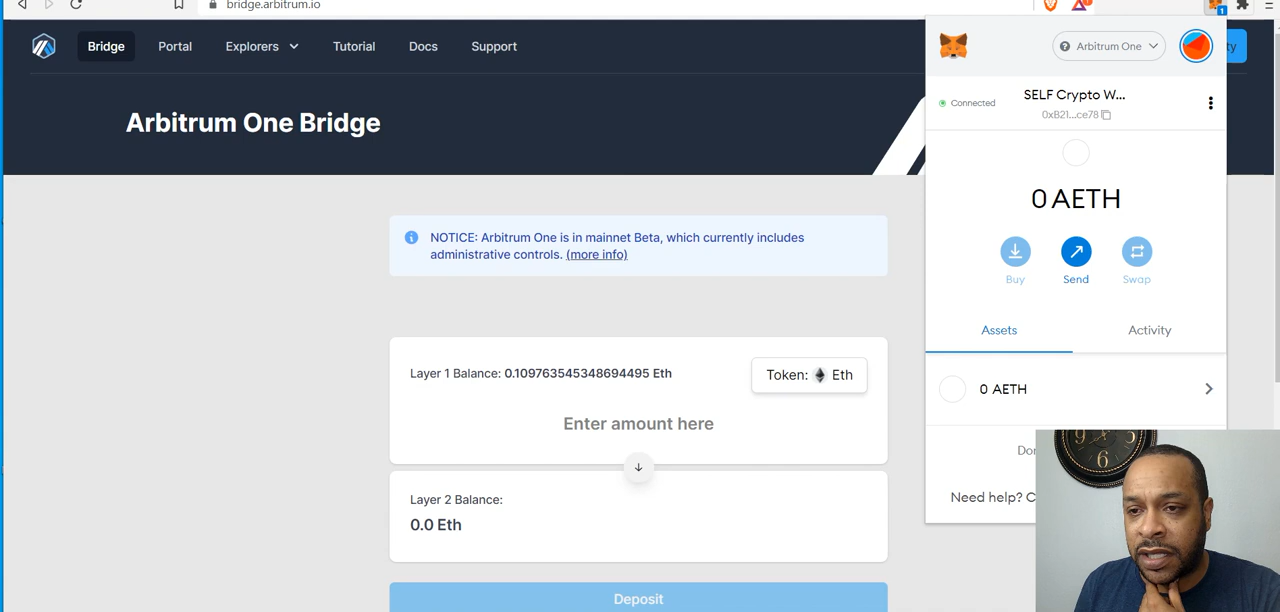 bridge.arbitrum.io
1
Bridge
Portal
Explorers
Tutorial
Docs
Support
Arbitrum One
ty
Connected
SELF Crypto W...
0xB21...ce78
Arbitrum One Bridge
0 AETH
Buy
Send
Swap
NOTICE: Arbitrum One is in mainnet Beta, which currently includes
administrative controls. (more info)
Assets
Activity
Layer 1 Balance: 0.109763545348694495 Eth
Token: Eth
0 AETH
Enter amount here
Don
Need help? C
Layer 2 Balance:
0.0 Eth
Deposit